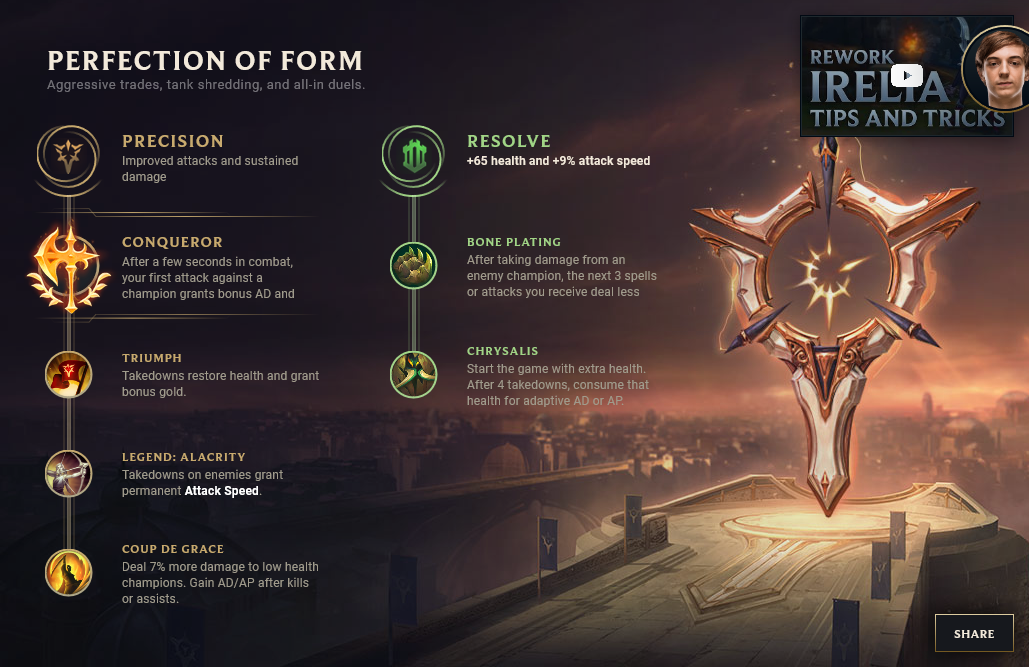 PERFECTION OF FORM
Aggressive trades, tank shredding, and all-in duels.
REWORK
IRELIA
TIPS AND TRICKS
PRECISION
Improved attacks and sustained
damage
CONQUEROR
After a few seconds in combat,
your first attack against a
champion grants bonus AD and
TRIUMPH
Takedowns restore health and grant
bonus gold.
LEGEND: ALACRITY
Takedowns on enemies grant
permanent Attack Speed.
COUP DE GRACE
Deal 7% more damage to low health
champions. Gain AD/AP after kills
or assists.
RESOLVE
+65 health and +9% attack speed
BONE PLATING
After taking damage from an
enemy champion, the next 3 spells
or attacks you receive deal less
CHRYSALIS
Start the game with extra health.
After 4 takedowns, consume that
health for adaptive AD or AP.
SHARE